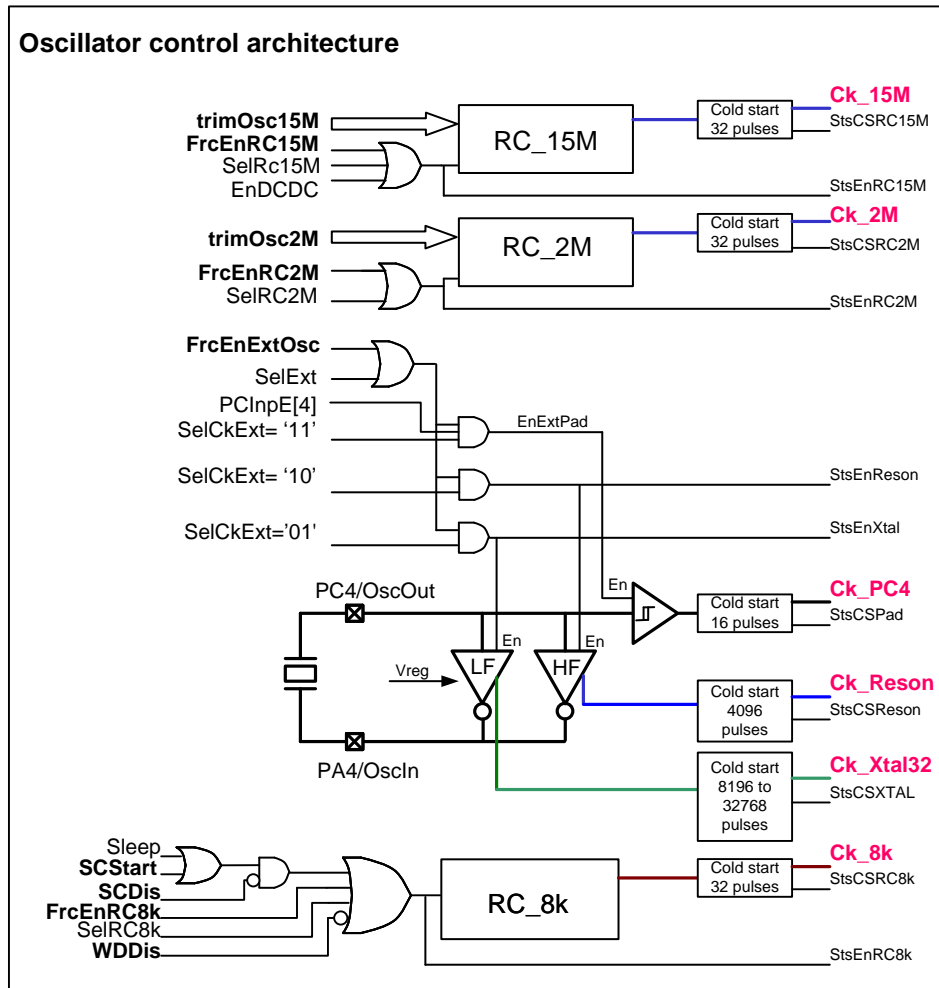 Oscillator control architecture
trimOsc15M
FrcEnRC15M
SelRc15M
EnDCDC
RC_15M
Cold start
32 pulses
Ck_15M
StsCSRC15M
StsEnRC15M
trimOsc2M
FrcEnRC2M
SelRC2M
RC_2M
Cold start
32 pulses
Ck_2M
StsCSRC2M
StsEnRC2M
FrcEnExtOsc
SelExt
PCInpE[4]
SelCkExt= '11'
EnExtPad
SelCkExt= '10'
StsEnReson
SelCkExt='01'
StsEnXtal
PC4/OscOut
En
Cold start
16 pulses
Ck_PC4
StsCSPad
En
En
Vreg
LF
HF
PA4/OscIn
Cold start
4096
pulses
Ck_Reson
StsCSReson
Cold start
8196 to
32768
pulses
Ck_Xtal32
StsCSXTAL
Sleep
SCStart
SCDis
FrcEnRC8k
SelRC8k
WDDis
RC_8k
Cold start
32 pulses
Ck_8k
StsCSRC8k
StsEnRC8k